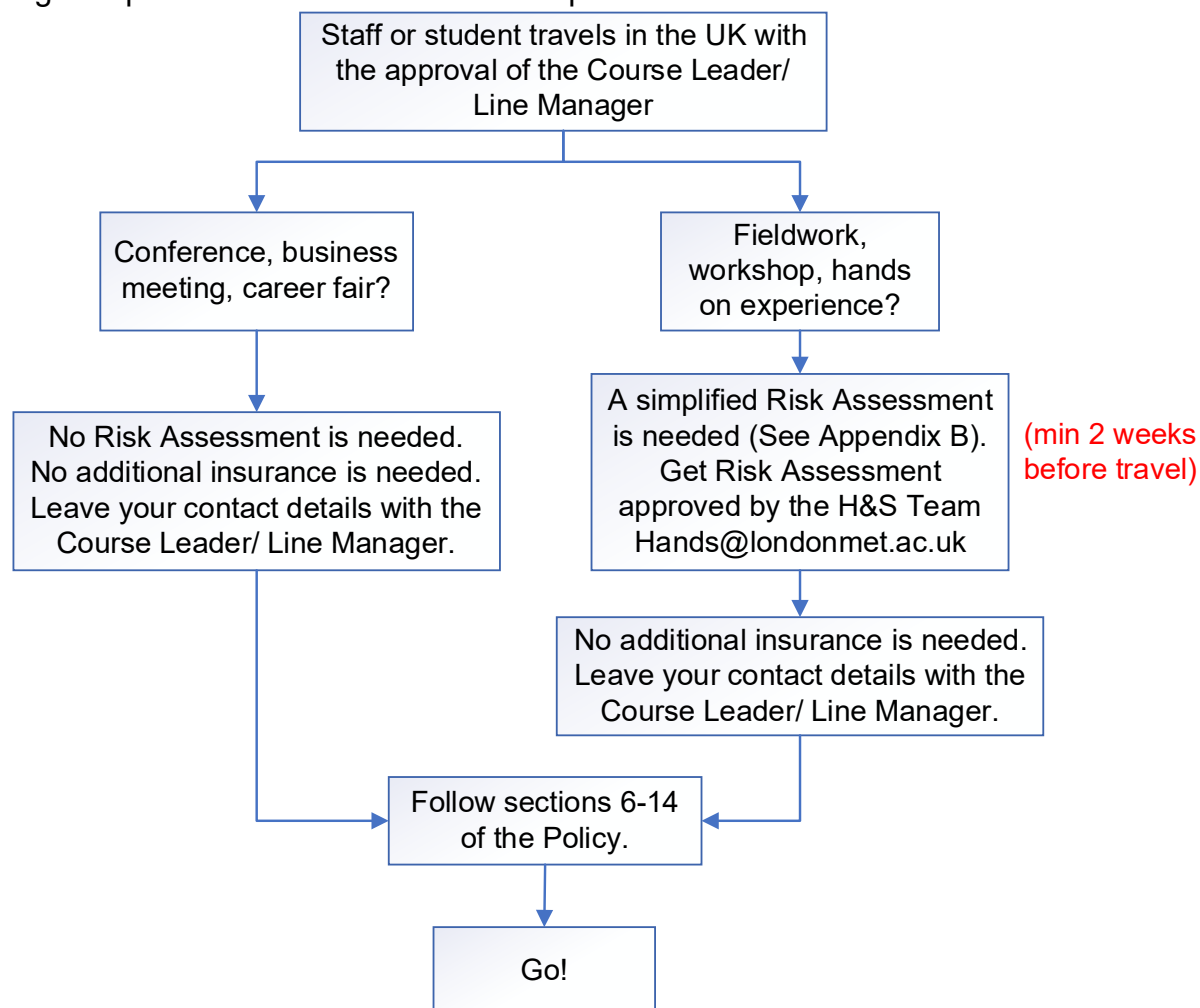 Staff or student travels in the UK with
the approval of the Course Leader/
Line Manager
Conference, business
meeting, career fair?
Fieldwork,
workshop, hands
on experience?
No Risk Assessment is needed.
No additional insurance is needed.
Leave your contact details with the
Course Leader/ Line Manager.
A simplified Risk Assessment
is needed (See Appendix B).
Get Risk Assessment
approved by the H&S Team
Hands@londonmet.ac.uk
(min 2 weeks
before travel)
No additional insurance is needed.
Leave your contact details with the
Course Leader/ Line Manager.
Follow sections 6-14
of the Policy.
Go!